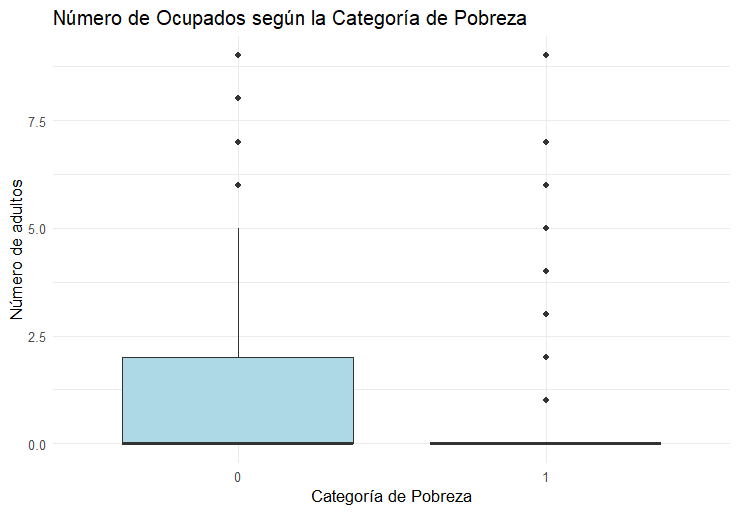 Número de Ocupados según la Categoría de Pobreza
Número de adultos
7.5
5.0
2.5
0.0
0
1
Categoría de Pobreza